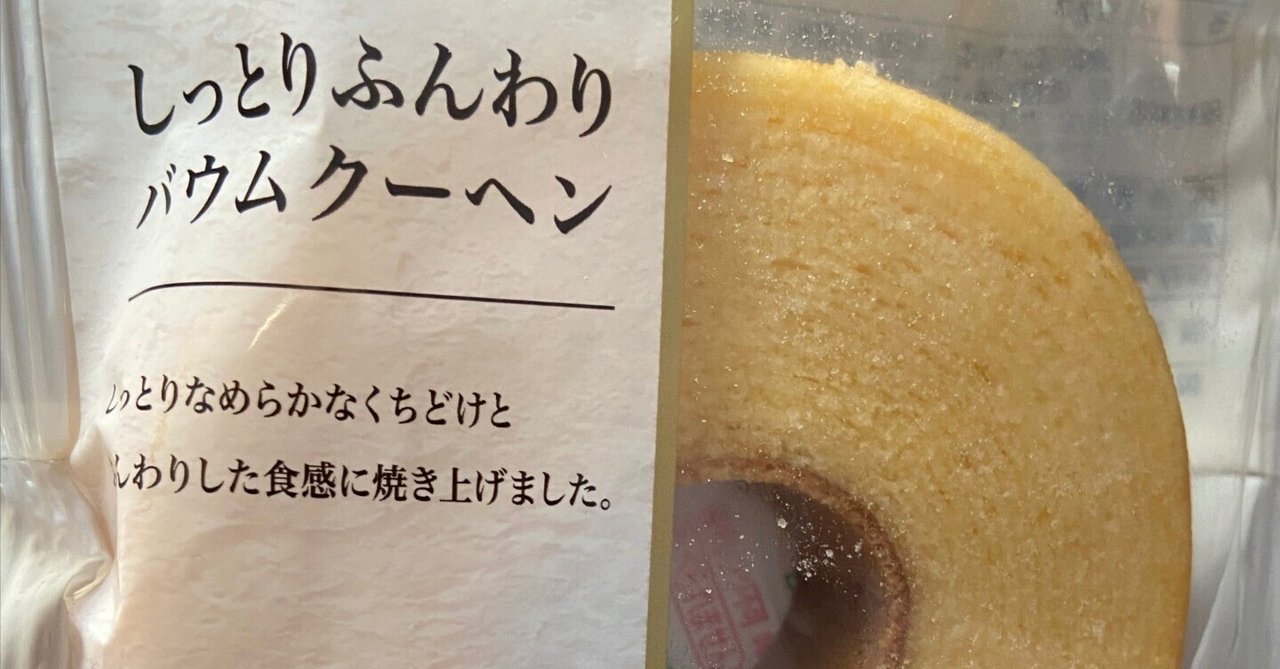 しっとりふんわり
バウムクーヘン
しっとりなめらかなくちどけと
んわりした食感に焼き上げました。